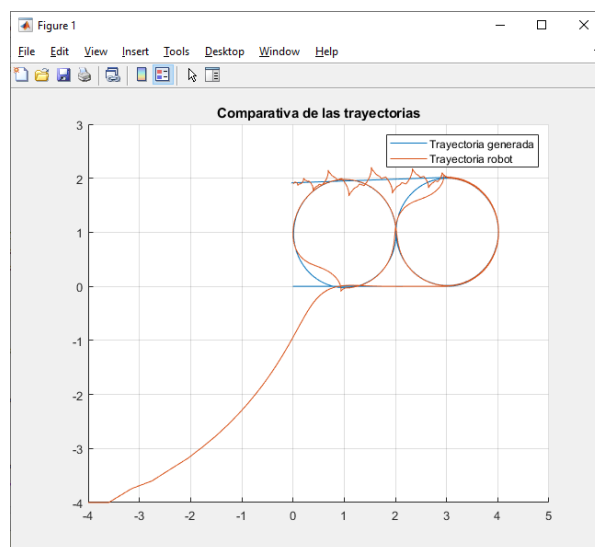 Figure 1
File Edit View Insert Tools Desktop Window Help
Comparativa de las trayectorias
Trayectoria generada
Trayectoria robot
3
2
1
0
-1
-2
-3
-4
-4 -3 -2 -1 0 1 2 3 4 5